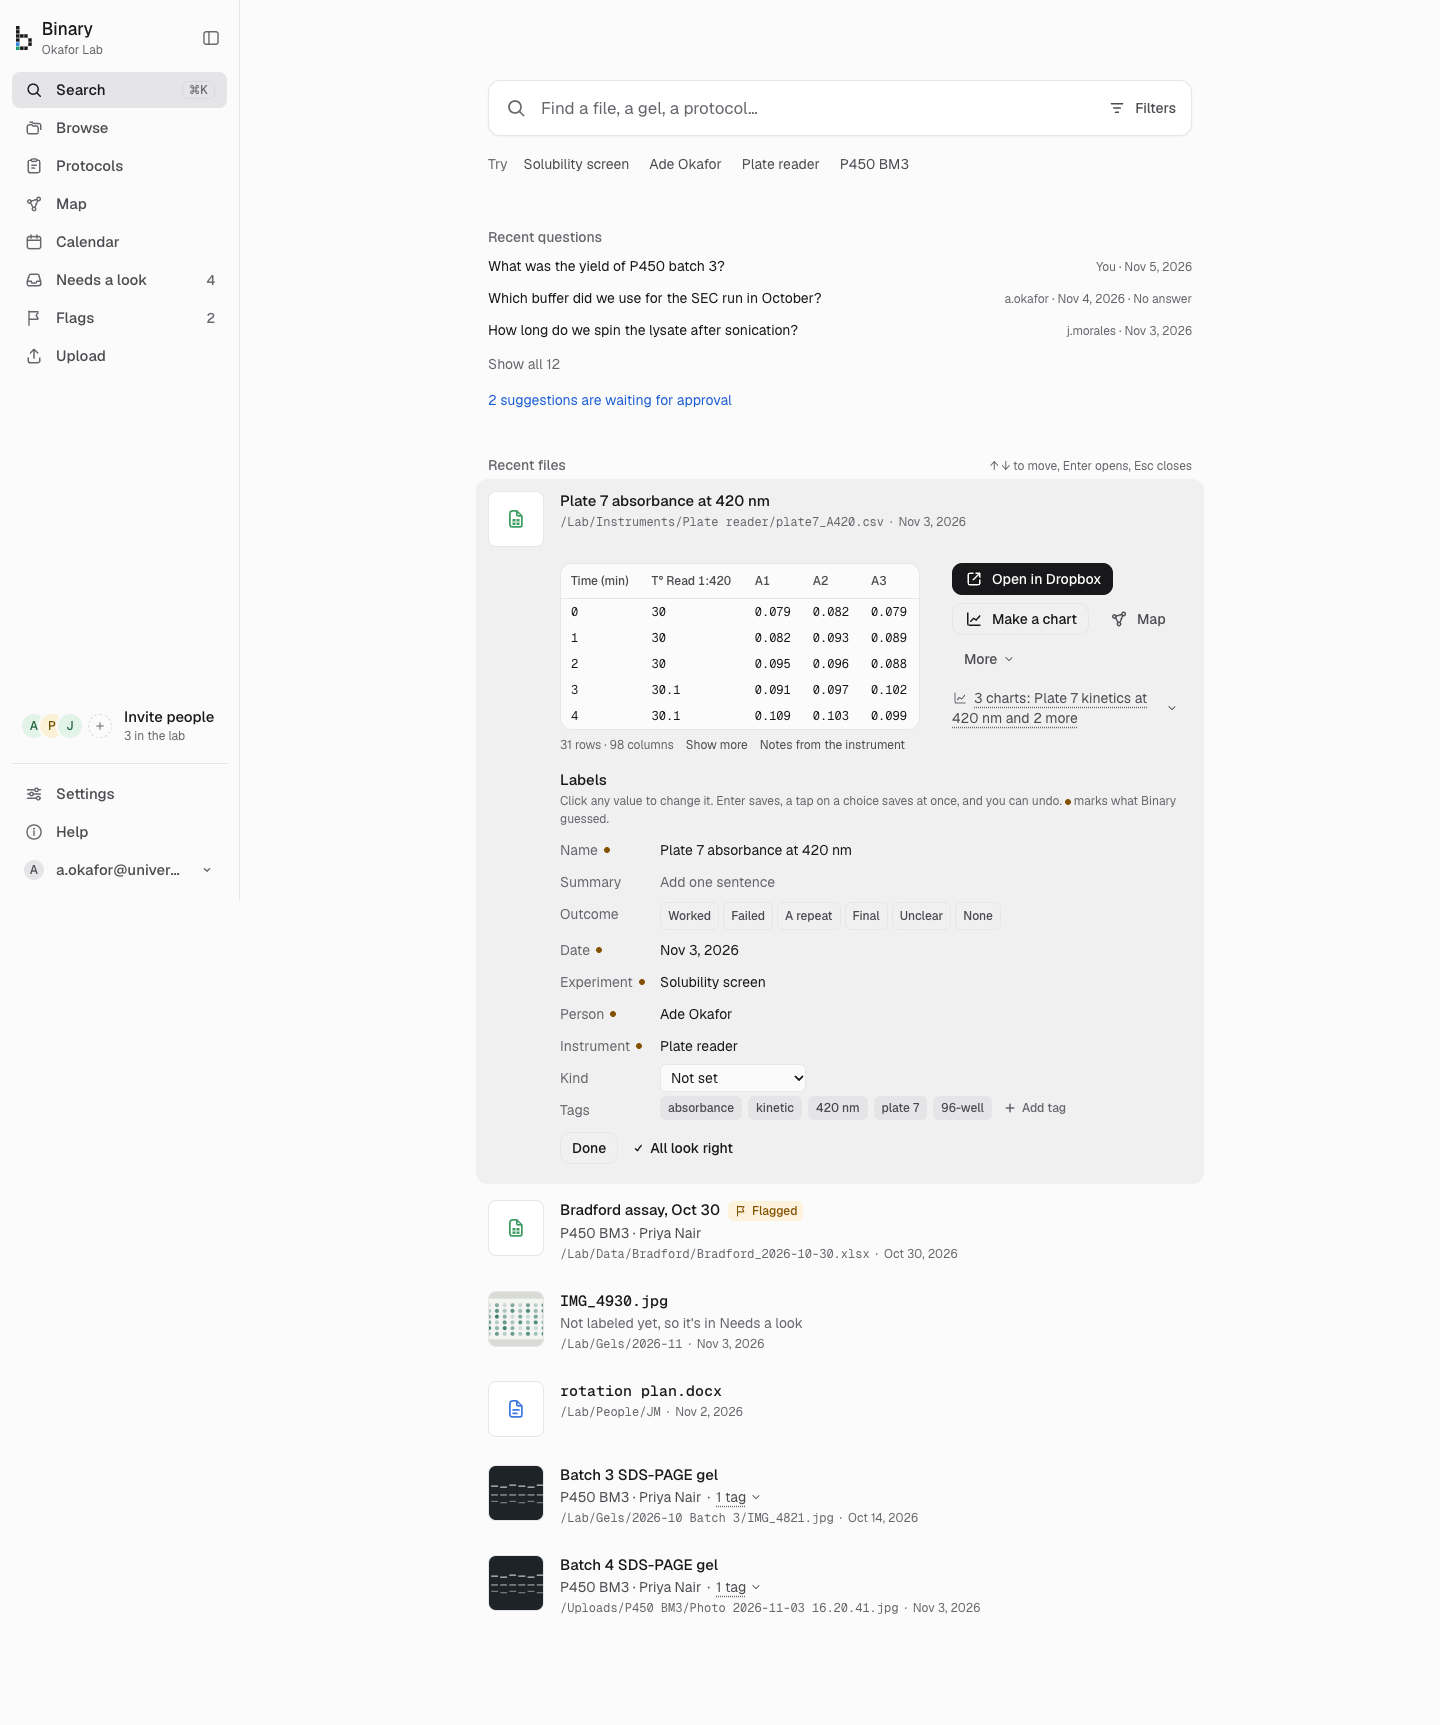 Binary
Okafor Lab
Search ⌘K
Browse
Protocols
Map
Calendar
Needs a look 4
Flags 2
Upload
A P J
Invite people
3 in the lab
Settings
Help
A a.okafor@univer...
Find a file, a gel, a protocol... Filters
Try Solubility screen Ade Okafor Plate reader P450 BM3
Recent questions
What was the yield of P450 batch 3? You · Nov 5, 2026
Which buffer did we use for the SEC run in October? a.okafor · Nov 4, 2026 · No answer
How long do we spin the lysate after sonication? j.morales · Nov 3, 2026
Show all 12
2 suggestions are waiting for approval
Recent files ↑↓ to move, Enter opens, Esc closes
Plate 7 absorbance at 420 nm
/Lab/Instruments/Plate reader/plate7_A420.csv · Nov 3, 2026
Time (min) T° Read 1:420 A1 A2 A3
0 30 0.079 0.082 0.079
1 30 0.082 0.093 0.089
2 30 0.095 0.096 0.088
3 30.1 0.091 0.097 0.102
4 30.1 0.109 0.103 0.099
31 rows · 98 columns Show more Notes from the instrument
Open in Dropbox
Make a chart Map
More
3 charts: Plate 7 kinetics at
420 nm and 2 more
Labels
Click any value to change it. Enter saves, a tap on a choice saves at once, and you can undo. ● marks what Binary
guessed.
Name ● Plate 7 absorbance at 420 nm
Summary Add one sentence
Outcome Worked Failed A repeat Final Unclear None
Date ● Nov 3, 2026
Experiment ● Solubility screen
Person ● Ade Okafor
Instrument ● Plate reader
Kind Not set
Tags absorbance kinetic 420 nm plate 7 96-well + Add tag
Done ✓ All look right
Bradford assay, Oct 30 Flagged
P450 BM3 · Priya Nair
/Lab/Data/Bradford/Bradford_2026-10-30.xlsx · Oct 30, 2026
IMG_4930.jpg
Not labeled yet, so it's in Needs a look
/Lab/Gels/2026-11 · Nov 3, 2026
rotation plan.docx
/Lab/People/JM · Nov 2, 2026
Batch 3 SDS-PAGE gel
P450 BM3 · Priya Nair · 1 tag
/Lab/Gels/2026-10 Batch 3/IMG_4821.jpg · Oct 14, 2026
Batch 4 SDS-PAGE gel
P450 BM3 · Priya Nair · 1 tag
/Uploads/P450 BM3/Photo 2026-11-03 16.20.41.jpg · Nov 3, 2026